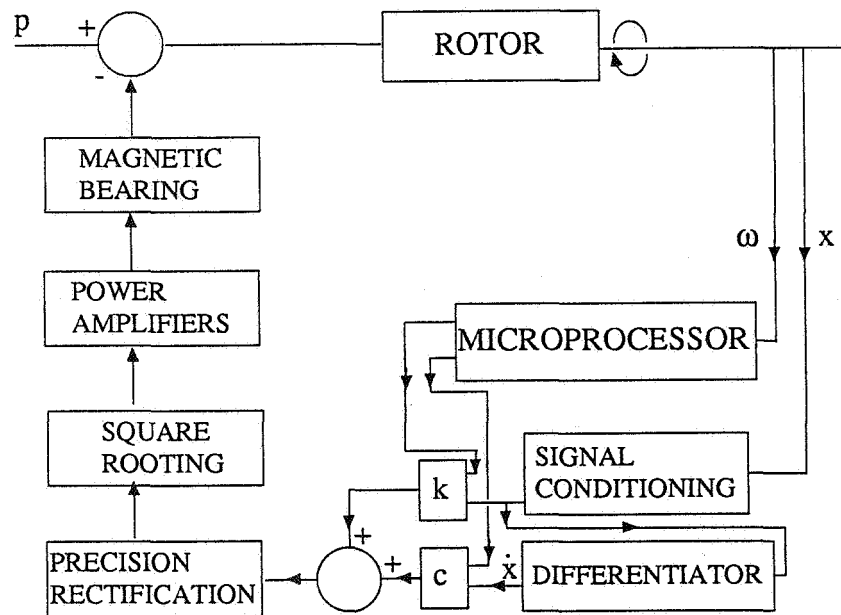 p
+
-
ROTOR
MAGNETIC
BEARING
ω
x
POWER
AMPLIFIERS
MICROPROCESSOR
SQUARE
ROOTING
SIGNAL
CONDITIONING
k
+
+
PRECISION
RECTIFICATION
c
ẋ
DIFFERENTIATOR